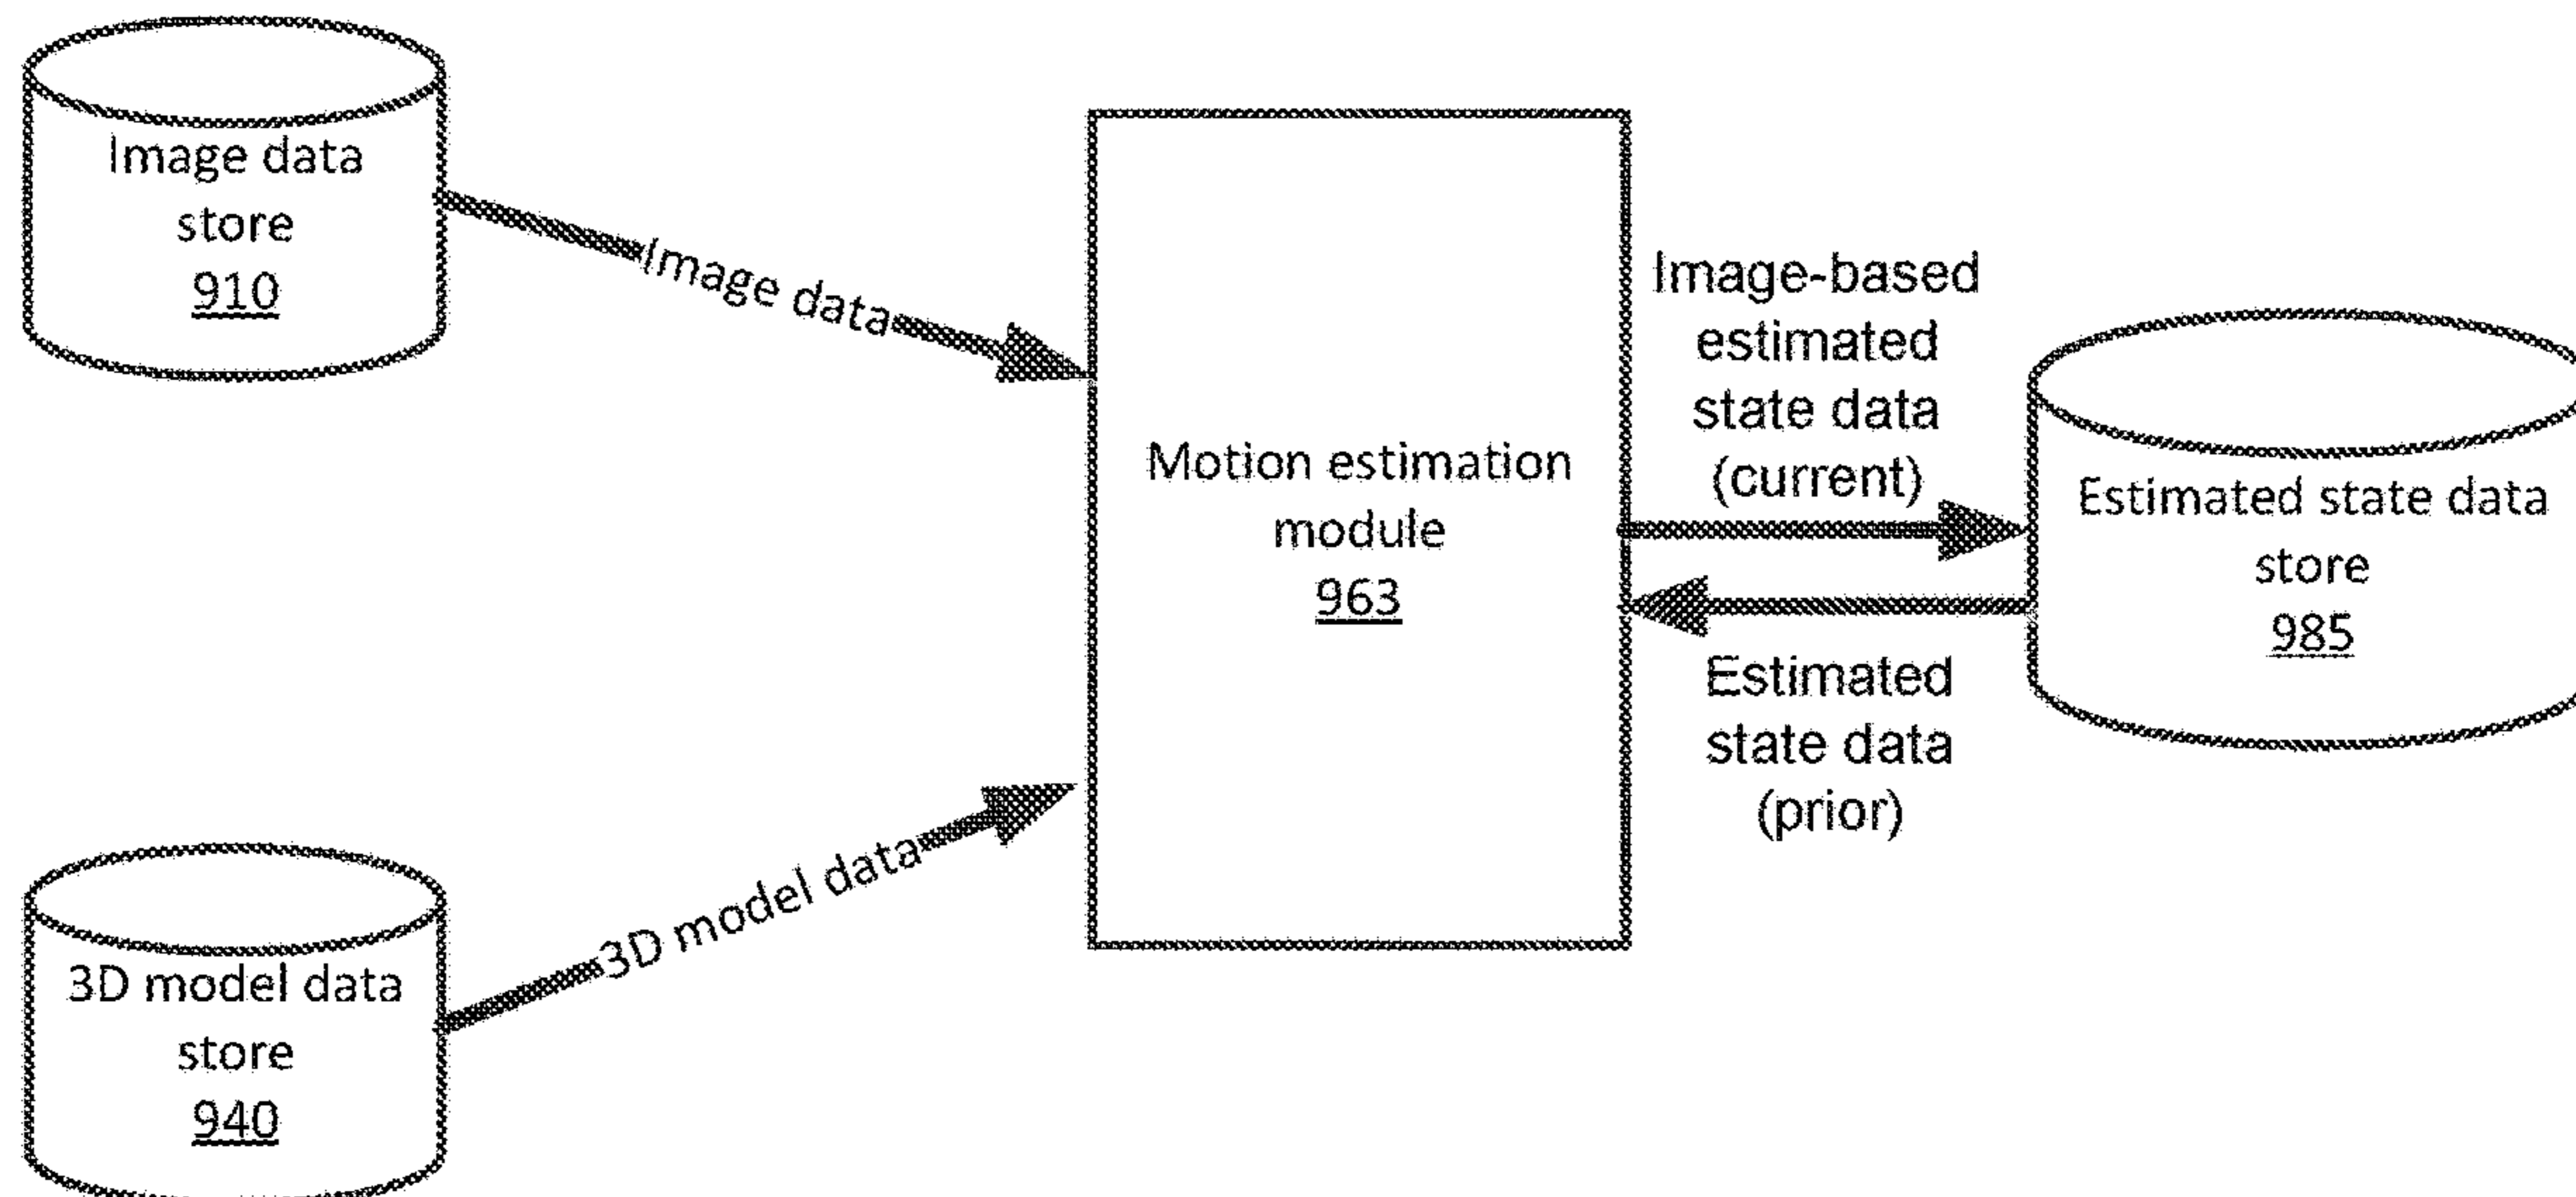 Image data
store
910
Image data
Motion estimation
module
963
Image-based
estimated
state data
(current)
Estimated state data
store
985
Estimated
state data
(prior)
3D model data
3D model data
store
940